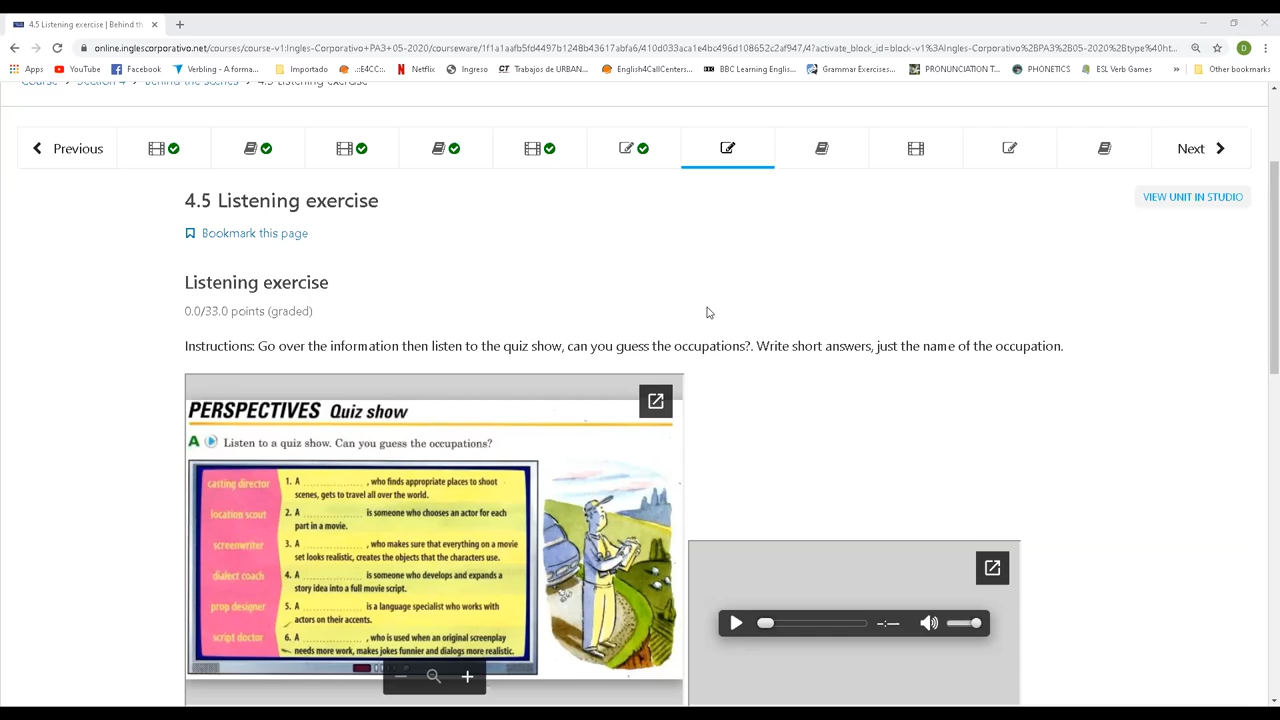 4.5 Listening exercise | Behind th
online.inglescorporativo.net/courses/course-v1:Ingles-Corporativo+PA3+05-2020/courseware/1f1a1aafb5fd4497b1248b43617abfa6/410d033aca1e4bc496d108652c2af947/4?activate_block_id=block-v1%3AIngles-Corporativo%2BPA3%2B05-2020%2Btype%40ht...
D
Apps YouTube Facebook Verbling - A forma... Importado .::E4CC::. Netflix Ingreso Trabajos de URBAN... English4CallCenters... BBC Learning Englis... Grammar Exercises... PRONUNCIATION T... PHONETICS ESL Verb Games » Other bookmarks
Course > Section 4 > Behind the scenes > 4.5 Listening exercise
Previous
Next
4.5 Listening exercise
VIEW UNIT IN STUDIO
Bookmark this page
Listening exercise
0.0/33.0 points (graded)
Instructions: Go over the information then listen to the quiz show, can you guess the occupations?. Write short answers, just the name of the occupation.
PERSPECTIVES Quiz show
A Listen to a quiz show. Can you guess the occupations?
casting director
location scout
screenwriter
dialect coach
prop designer
script doctor
1. A .............. , who finds appropriate places to shoot
scenes, gets to travel all over the world.
2. A .............. is someone who chooses an actor for each
part in a movie.
3. A .............. , who makes sure that everything on a movie
set looks realistic, creates the objects that the characters use.
4. A .............. is someone who develops and expands a
story idea into a full movie script.
5. A .............. is a language specialist who works with
actors on their accents.
6. A .............. , who is used when an original screenplay
needs more work, makes jokes funnier and dialogs more realistic.
-:--